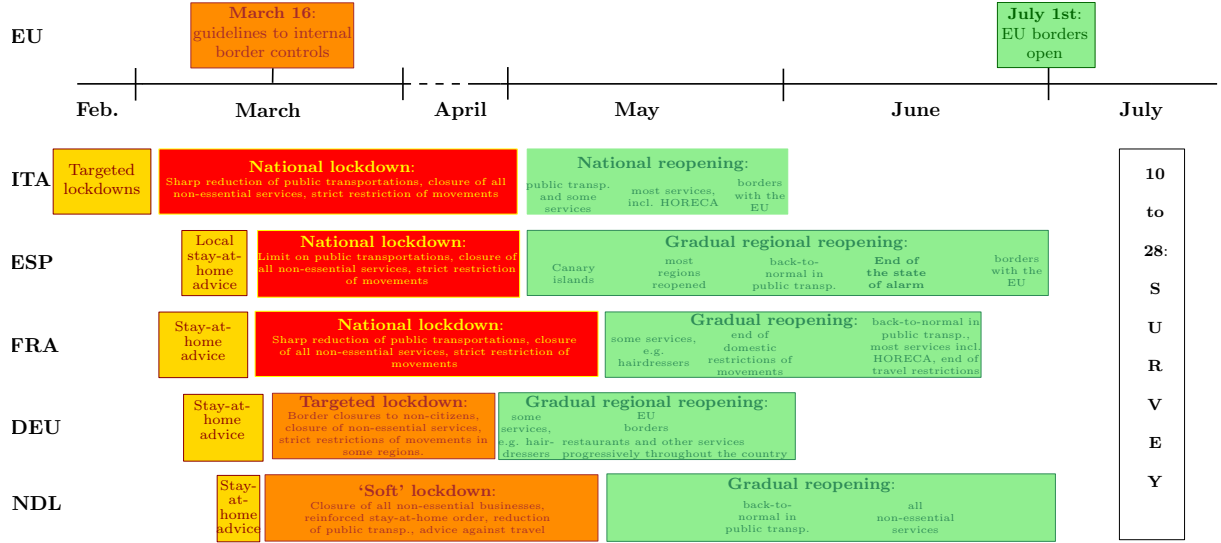 EU
March 16:
guidelines to internal
border controls
July 1st:
EU borders
open
Feb.
March
April
May
June
July
ITA
Targeted
lockdowns
National lockdown:
Sharp reduction of public transportations, closure of all
non-essential services, strict restriction of movements
National reopening:
public transp.
and some
services
most services,
incl. HORECA
borders
with the
EU
ESP
Local
stay-at-
home
advice
National lockdown:
Limit on public transportations, closure of
all non-essential services, strict restriction
of movements
Gradual regional reopening:
Canary
islands
most
regions
reopened
back-to-
normal in
public transp.
End of
the state
of alarm
borders
with the
EU
FRA
Stay-at-
home
advice
National lockdown:
Sharp reduction of public transportations, closure
of all non-essential services, strict restriction of
movements
Gradual reopening:
some services,
e.g.
hairdressers
end of
domestic
restrictions of
movements
back-to-normal in
public transp.,
most services incl.
HORECA, end of
travel restrictions
DEU
Stay-at-
home
advice
Targeted lockdown:
Border closures to non-citizens,
closure of non-essential services,
strict restrictions of movements in
some regions.
Gradual regional reopening:
some
services,
e.g. hair-
dressers
EU
borders
restaurants and other services
progressively throughout the country
NDL
Stay-
at-
home
advice
‘Soft’ lockdown:
Closure of all non-essential businesses,
reinforced stay-at-home order, reduction
of public transp., advice against travel
Gradual reopening:
back-to-
normal in
public transp.
all
non-essential
services
10
to
28:
S
U
R
V
E
Y